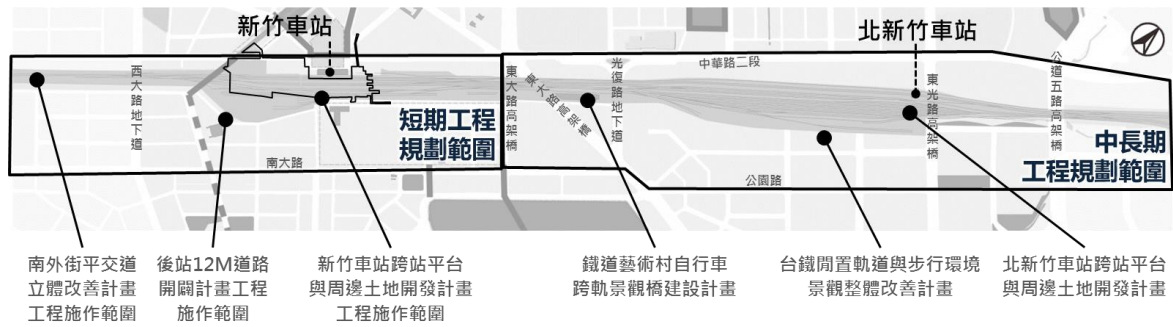 新竹車站
北新竹車站
西大路地下道
東大路高架橋
東大路高架橋
光復路地下道
中華路二段
東光路高架橋
公道五路高架橋
短期工程
規劃範圍
中長期
工程規劃範圍
南大路
公園路
南外街平交道
立體改善計畫
工程施作範圍
後站12M道路
開闢計畫工程
施作範圍
新竹車站跨站平台
與周邊土地開發計畫
工程施作範圍
鐵道藝術村自行車
跨軌景觀橋建設計畫
台鐵閒置軌道與步行環境
景觀整體改善計畫
北新竹車站跨站平台
與周邊土地開發計畫